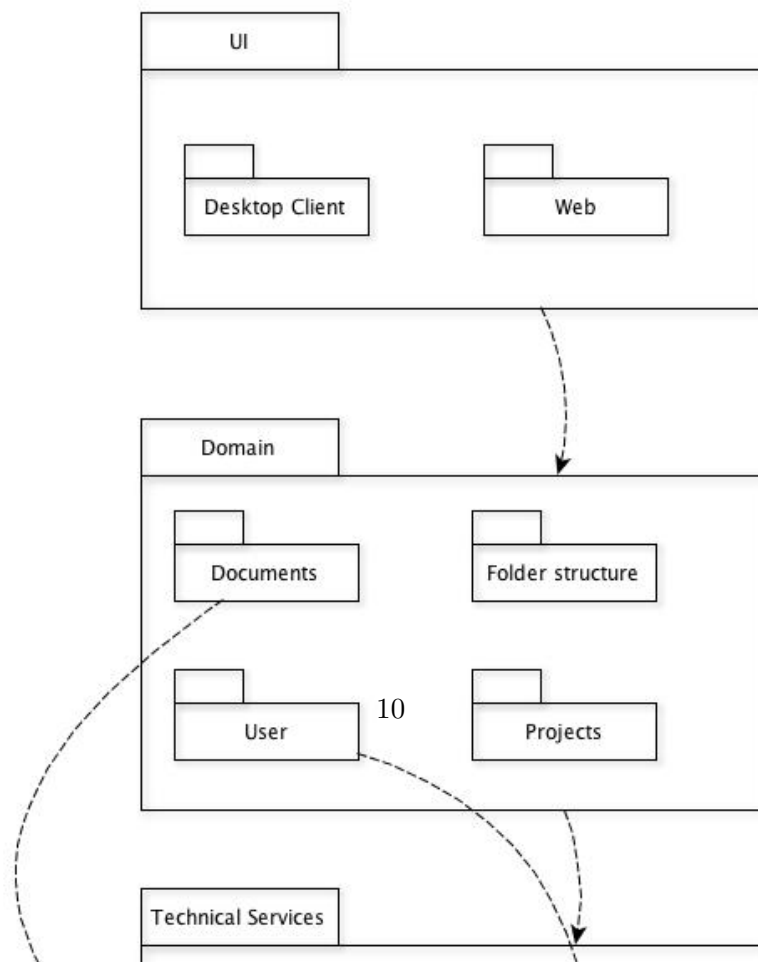 UI
Desktop Client
Web
Domain
Documents
Folder structure
User
10
Projects
Technical Services